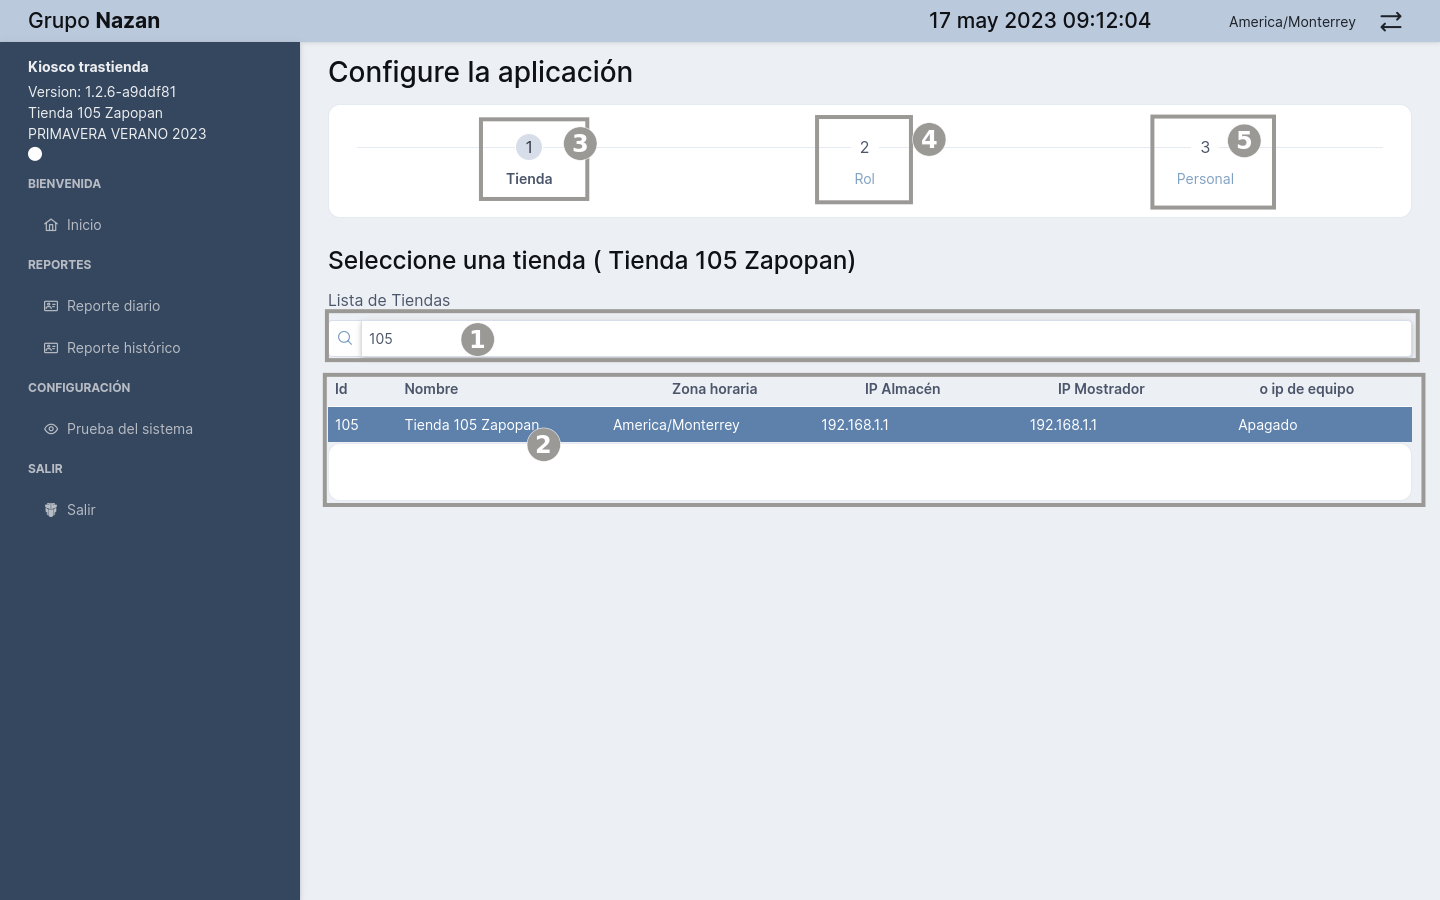 Grupo Nazan
17 may 2023 09:12:04
America/Monterrey
Kiosco trastienda
Version: 1.2.6-a9ddf81
Tienda 105 Zapopan
PRIMAVERA VERANO 2023
BIENVENIDA
Inicio
REPORTES
Reporte diario
Reporte histórico
CONFIGURACIÓN
Prueba del sistema
SALIR
Salir
Configure la aplicación
1 3
Tienda
2 4
Rol
3 5
Personal
Seleccione una tienda ( Tienda 105 Zapopan)
Lista de Tiendas
105 1
Id Nombre Zona horaria IP Almacén IP Mostrador o ip de equipo
105 Tienda 105 Zapopan America/Monterrey 192.168.1.1 192.168.1.1 Apagado
2